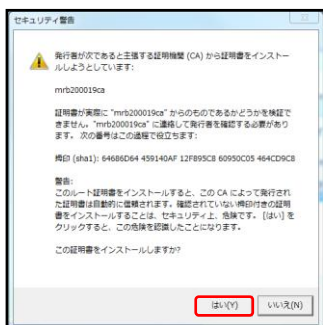 セキュリティ警告
発行者が次であると主張する証明機関 (CA) から証明書をインストー
ルしようとしています:
mrb200019ca
証明書が実際に "mrb200019ca" からのものであるかどうかを検証で
きません。"mrb200019ca" に連絡して発行者を確認する必要があり
ます。 次の番号はこの過程で役立ちます:
拇印 (sha1): 64686D64 459140AF 12F895C8 60950C05 464CD9C8
警告:
このルート証明書をインストールすると、この CA によって発行され
た証明書は自動的に信頼されます。確認されていない拇印付きの証明
書をインストールすることは、セキュリティ上、危険です。 [はい] を
クリックすると、この危険を認識したことになります。
この証明書をインストールしますか?
はい(Y) いいえ(N)